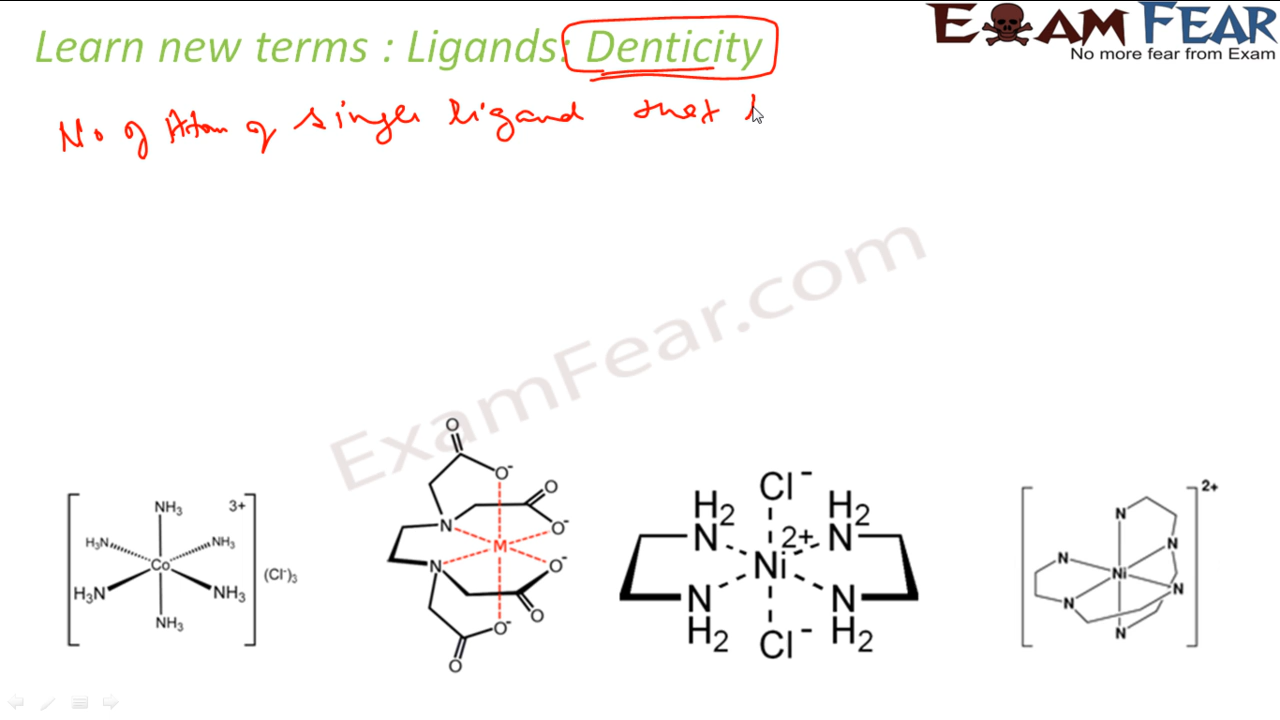 Learn new terms : Ligands: Denticity
EXAM FEAR
No more fear from Exam
No of Atom of single ligand that b
ExamFear.com
NH3
3+
H3N
NH3
Co
(Cl-)3
H3N
NH3
NH3
O
O-
O
N
O-
M
N
O-
O
O-
O
Cl-
H2
H2
N
2+
N
Ni
N
N
H2
Cl-
H2
2+
N
N
N
Ni
N
N
N